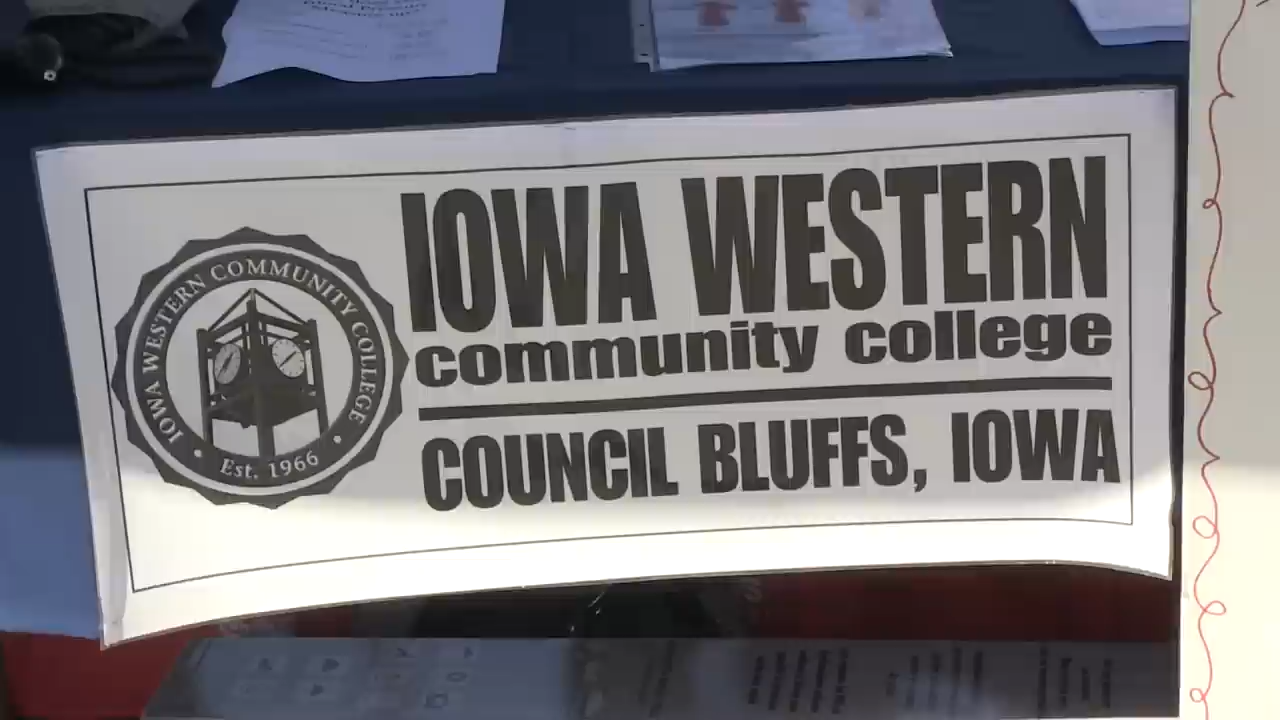 IOWA WESTERN COMMUNITY COLLEGE
Est. 1966
IOWA WESTERN
community college
COUNCIL BLUFFS, IOWA